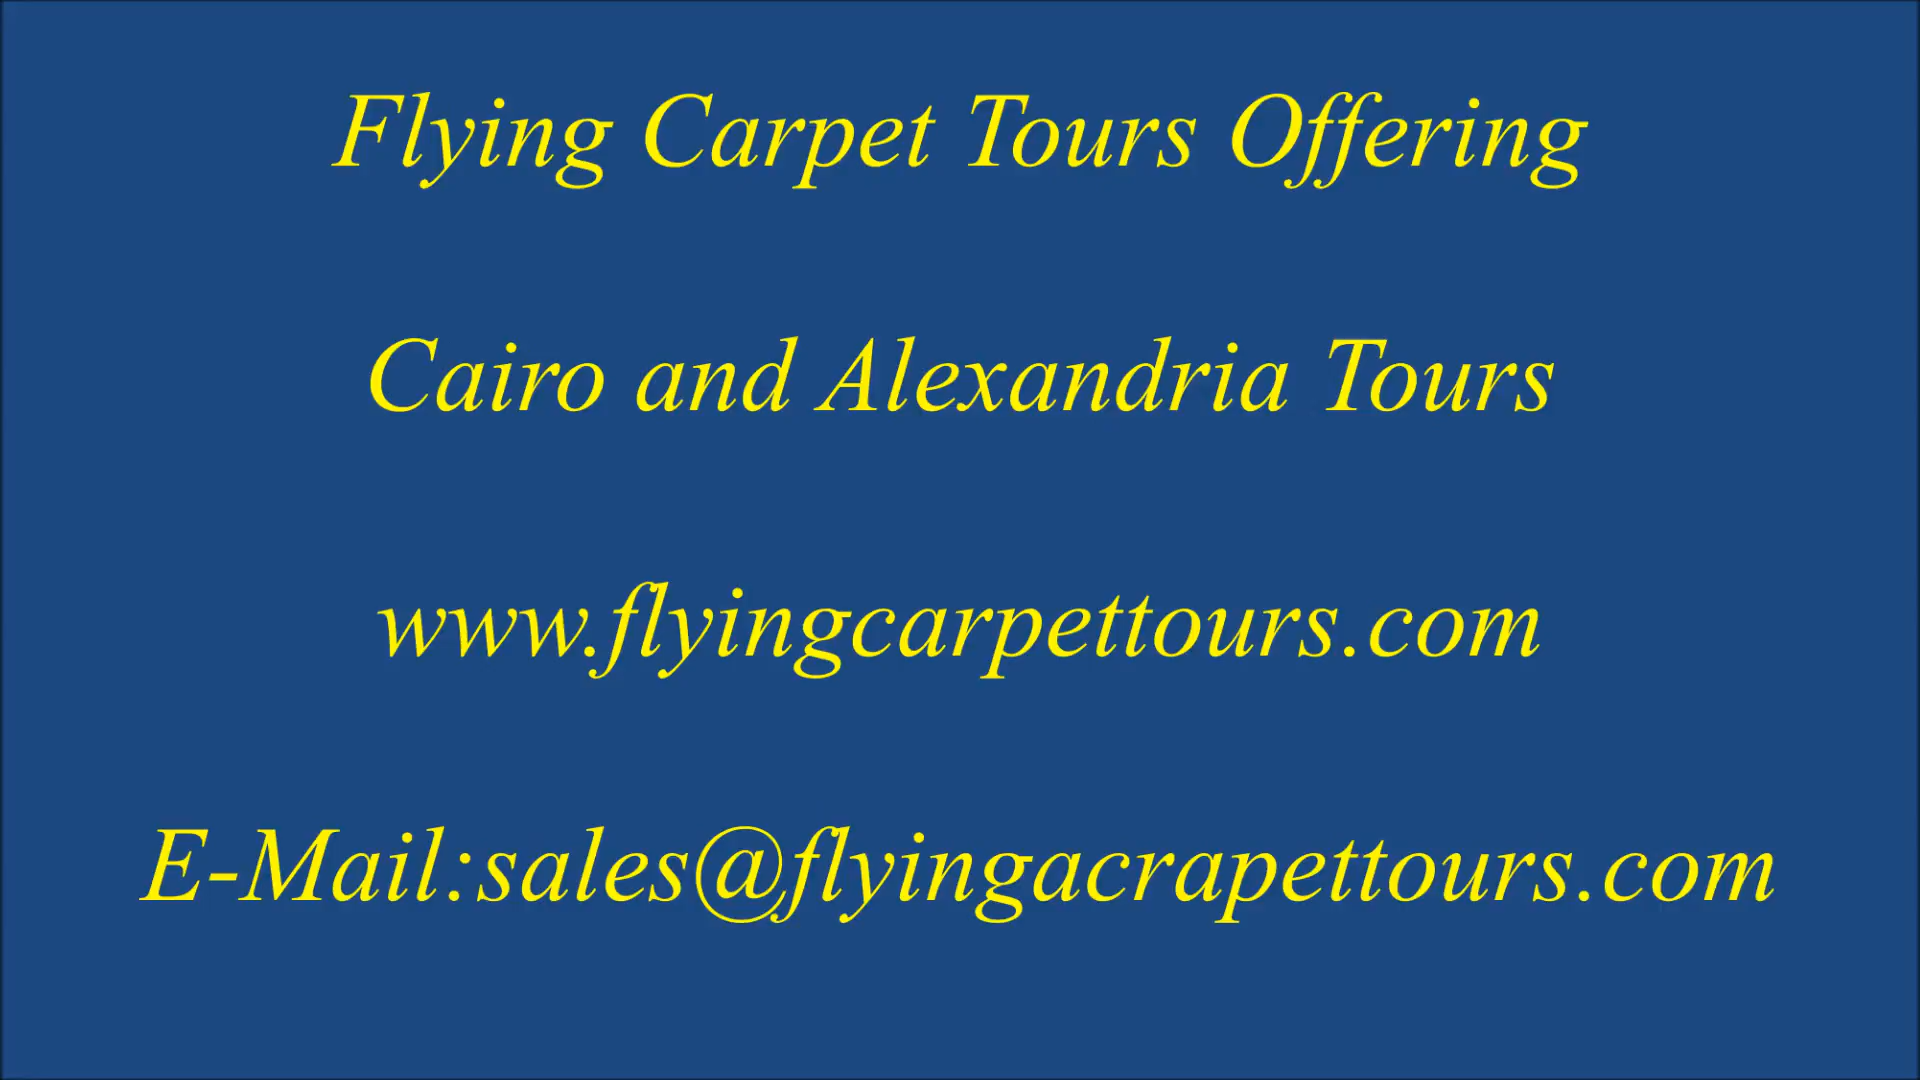 Flying Carpet Tours Offering
Cairo and Alexandria Tours
www.flyingcarpettours.com
E-Mail:sales@flyingacrapettours.com